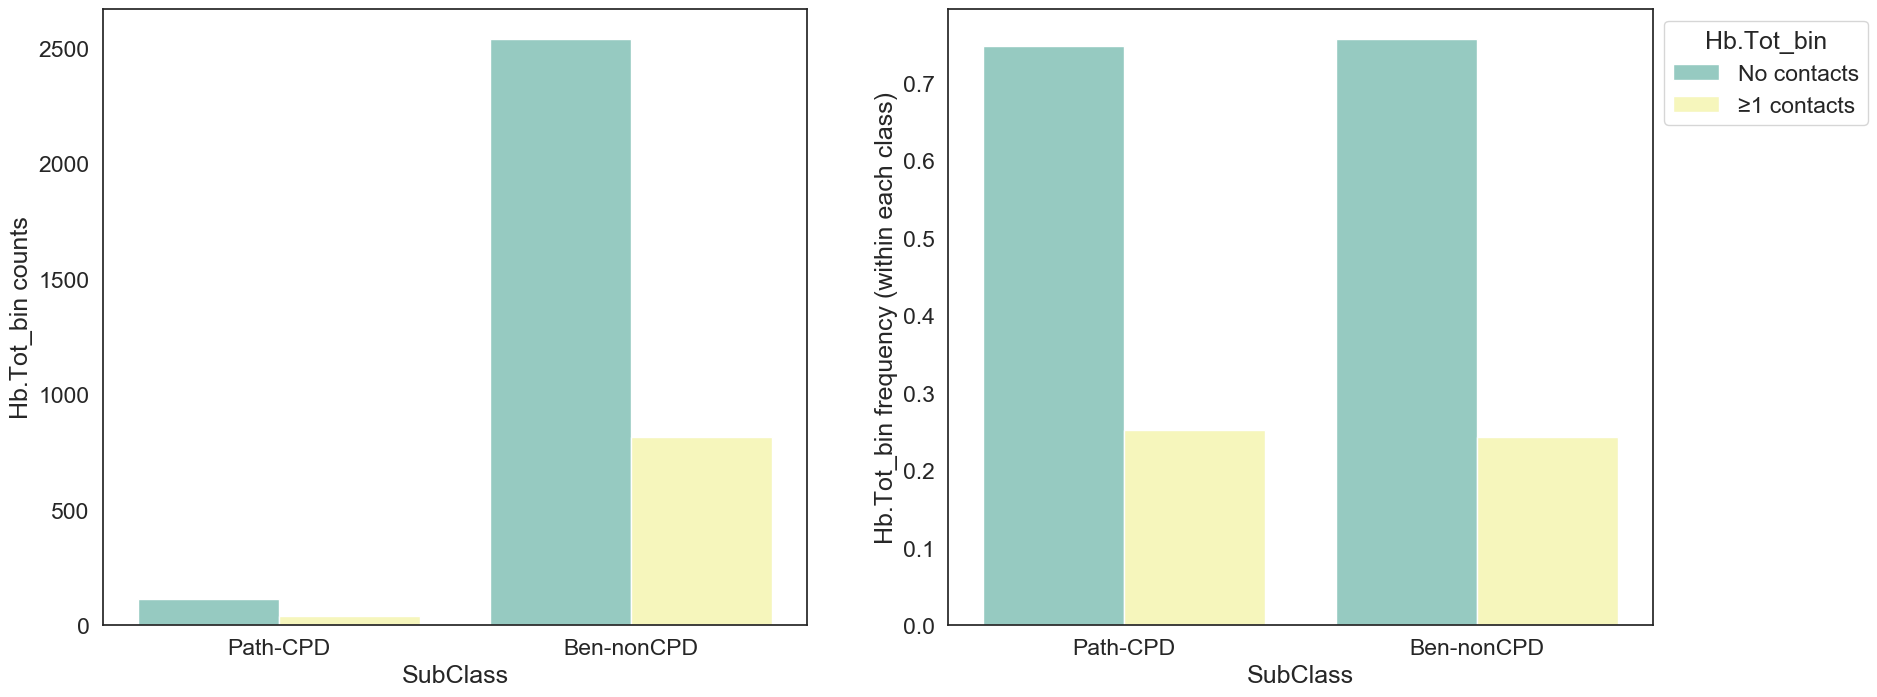 Hb.Tot_bin counts
2500
2000
1500
1000
500
0
Path-CPD
Ben-nonCPD
SubClass
Hb.Tot_bin frequency (within each class)
0.7
0.6
0.5
0.4
0.3
0.2
0.1
0.0
Path-CPD
Ben-nonCPD
SubClass
Hb.Tot_bin
No contacts
≥1 contacts